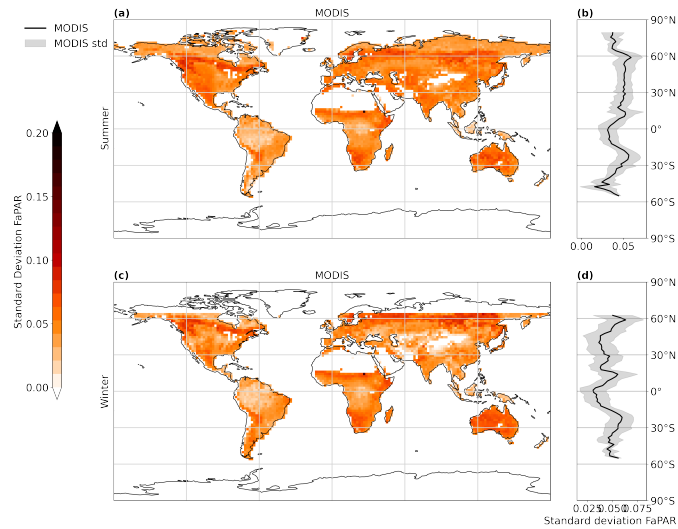 MODIS
MODIS std
(a)
MODIS
(b)
Summer
90°N
60°N
30°N
0°
30°S
60°S
90°S
0.00
0.05
0.20
0.15
0.10
0.05
0.00
Standard Deviation FaPAR
(c)
MODIS
(d)
Winter
90°N
60°N
30°N
0°
30°S
60°S
90°S
0.025
0.050
0.075
Standard deviation FaPAR